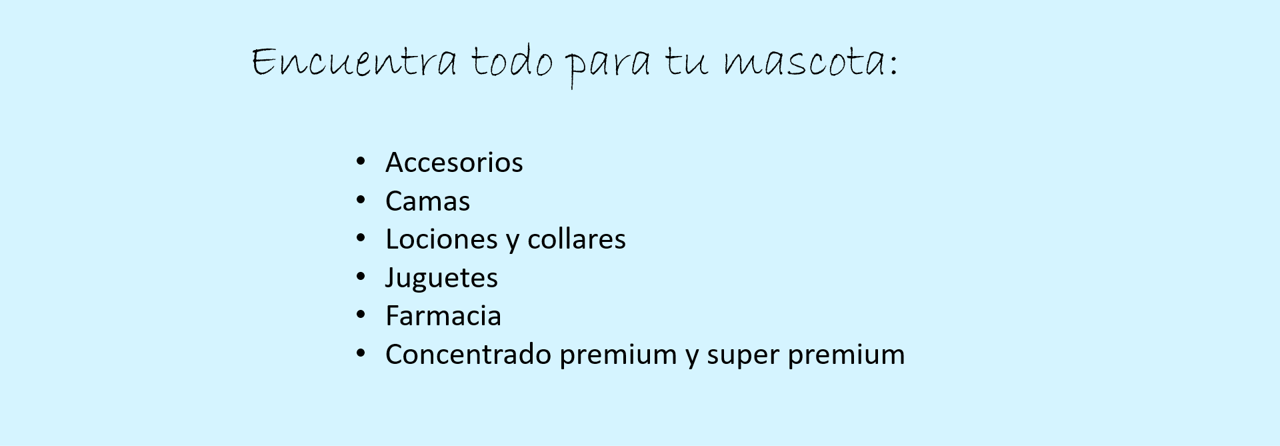 Encuentra todo para tu mascota:
• Accesorios
• Camas
• Lociones y collares
• Juguetes
• Farmacia
• Concentrado premium y super premium